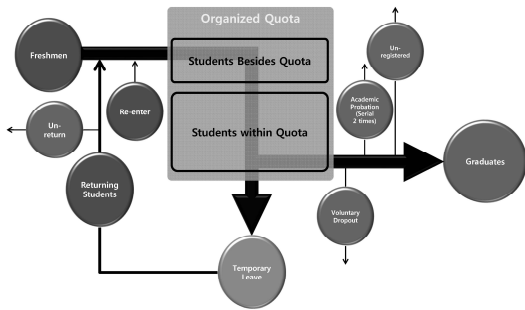 Organized Quota
Freshmen
Students Besides Quota
Un-
registered
Re-enter
Academic
Probation
(Serial
2 times)
Un-
return
Students within Quota
Graduates
Returning
Students
Voluntary
Dropout
Temporary
Leave